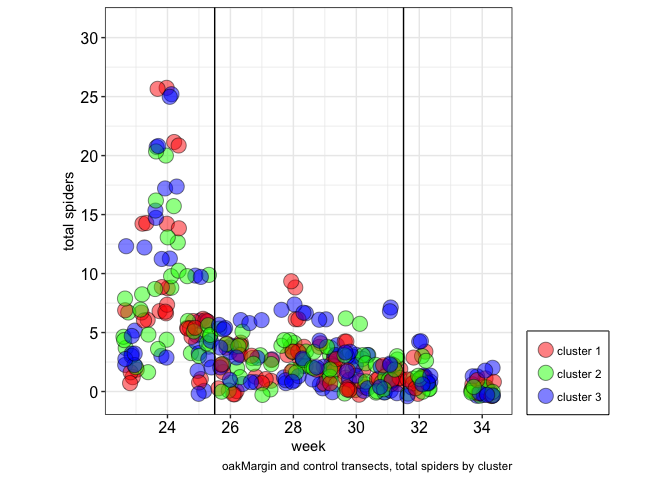 30
25
20
15
10
5
0
total spiders
24 26 28 30 32 34
week
oakMargin and control transects, total spiders by cluster
cluster 1
cluster 2
cluster 3